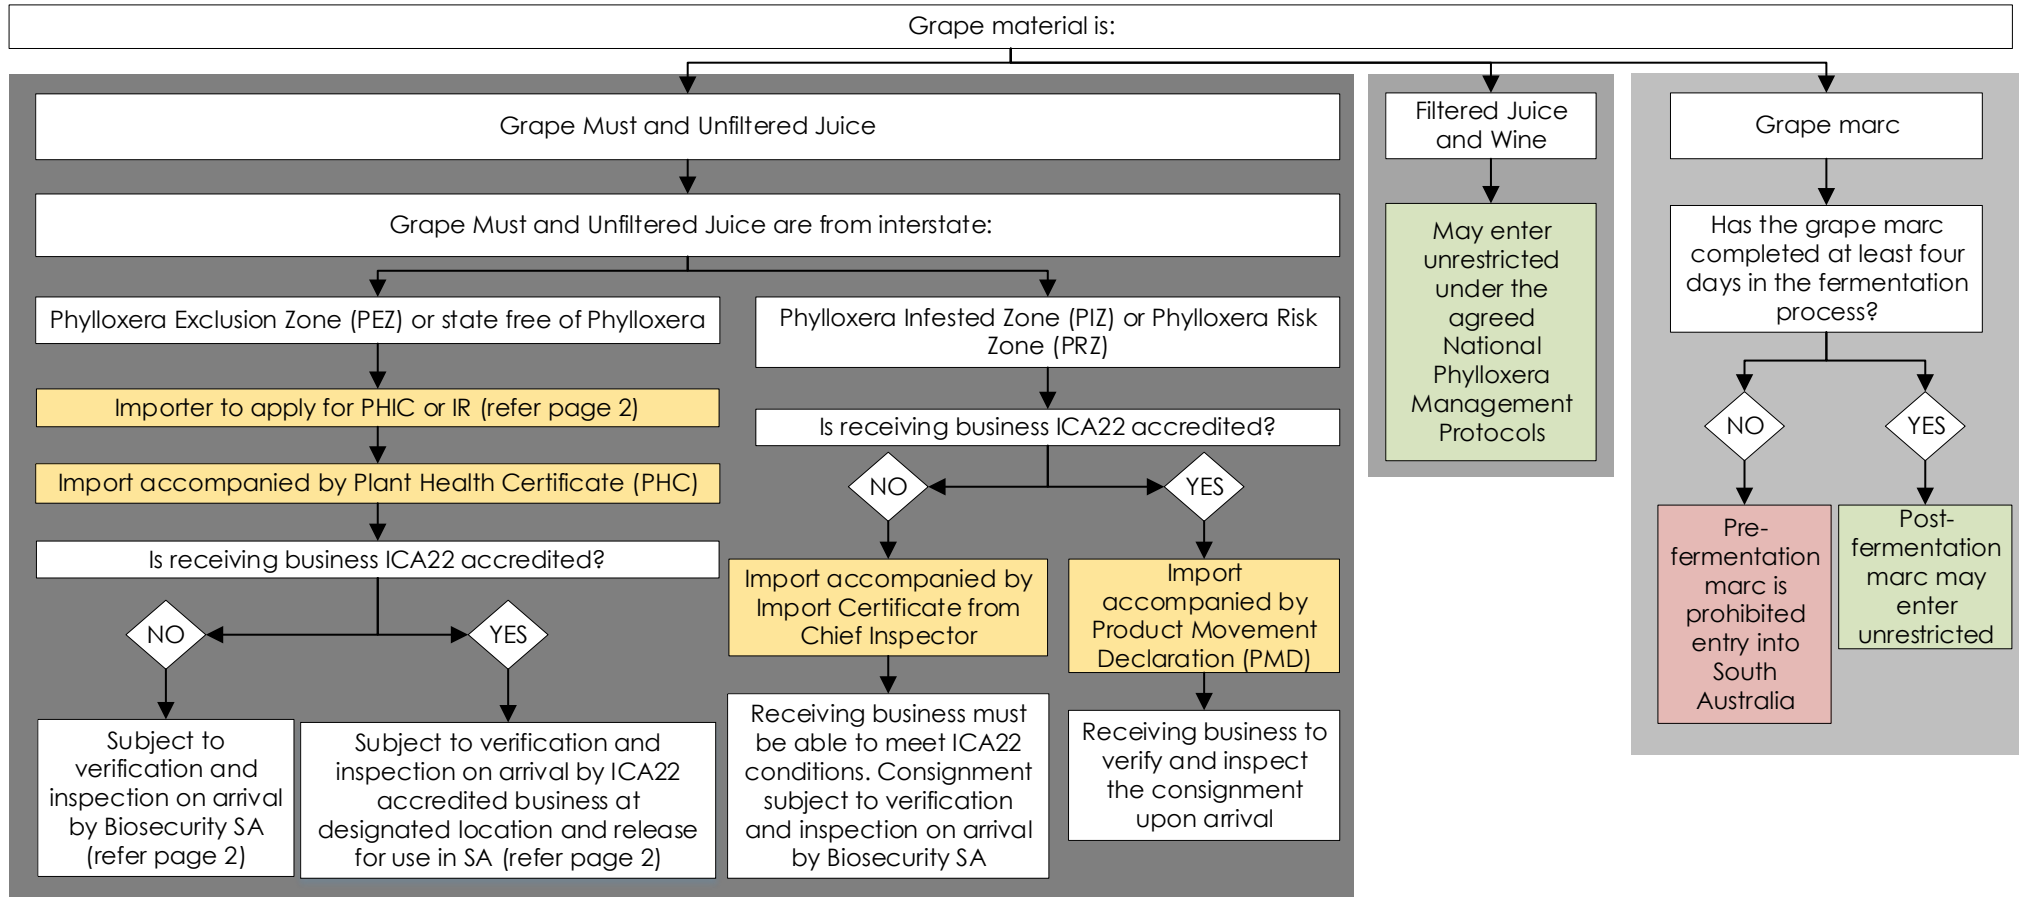 Grape material is:
Grape Must and Unfiltered Juice
Grape Must and Unfiltered Juice are from interstate:
Phylloxera Exclusion Zone (PEZ) or state free of Phylloxera
Importer to apply for PHIC or IR (refer page 2)
Import accompanied by Plant Health Certificate (PHC)
Is receiving business ICA22 accredited?
NO
YES
Subject to
verification and
inspection on arrival
by Biosecurity SA
(refer page 2)
Subject to verification and
inspection on arrival by ICA22
accredited business at
designated location and release
for use in SA (refer page 2)
Phylloxera Infested Zone (PIZ) or Phylloxera Risk
Zone (PRZ)
Is receiving business ICA22 accredited?
NO
YES
Import accompanied by
Import Certificate from
Chief Inspector
Receiving business must
be able to meet ICA22
conditions. Consignment
subject to verification
and inspection on arrival
by Biosecurity SA
Import
accompanied by
Product Movement
Declaration (PMD)
Receiving business to
verify and inspect
the consignment
upon arrival
Filtered Juice
and Wine
May enter
unrestricted
under the
agreed
National
Phylloxera
Management
Protocols
Grape marc
Has the grape marc
completed at least four
days in the fermentation
process?
NO
YES
Pre-
fermentation
marc is
prohibited
entry into
South
Australia
Post-
fermentation
marc may
enter
unrestricted